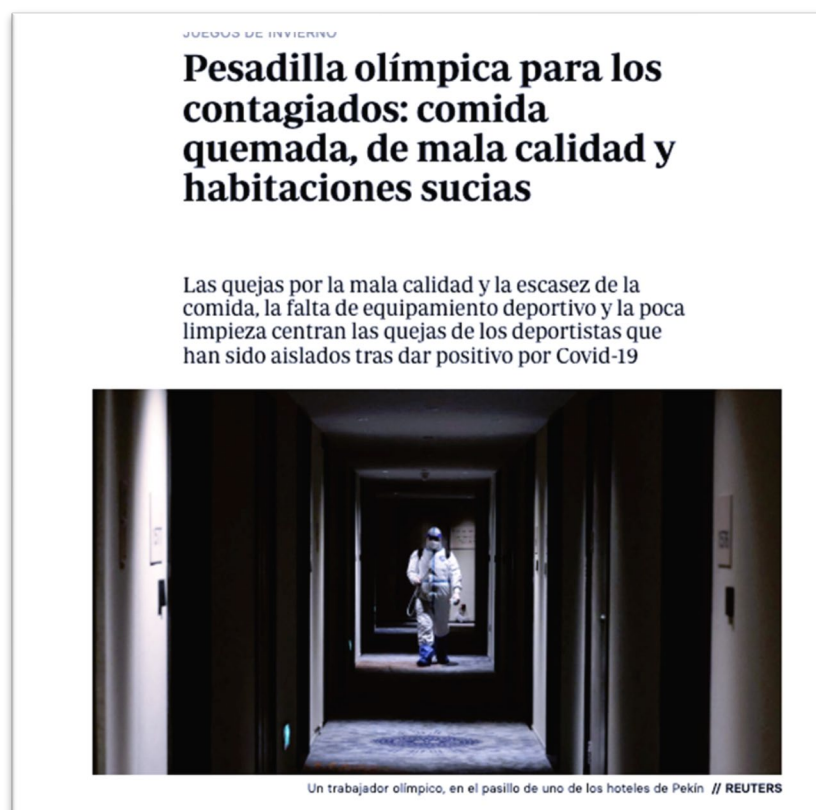 JUEGOS DE INVIERNO
Pesadilla olímpica para los
contagiados: comida
quemada, de mala calidad y
habitaciones sucias
Las quejas por la mala calidad y la escasez de la
comida, la falta de equipamiento deportivo y la poca
limpieza centran las quejas de los deportistas que
han sido aislados tras dar positivo por Covid-19
Un trabajador olímpico, en el pasillo de uno de los hoteles de Pekín // REUTERS